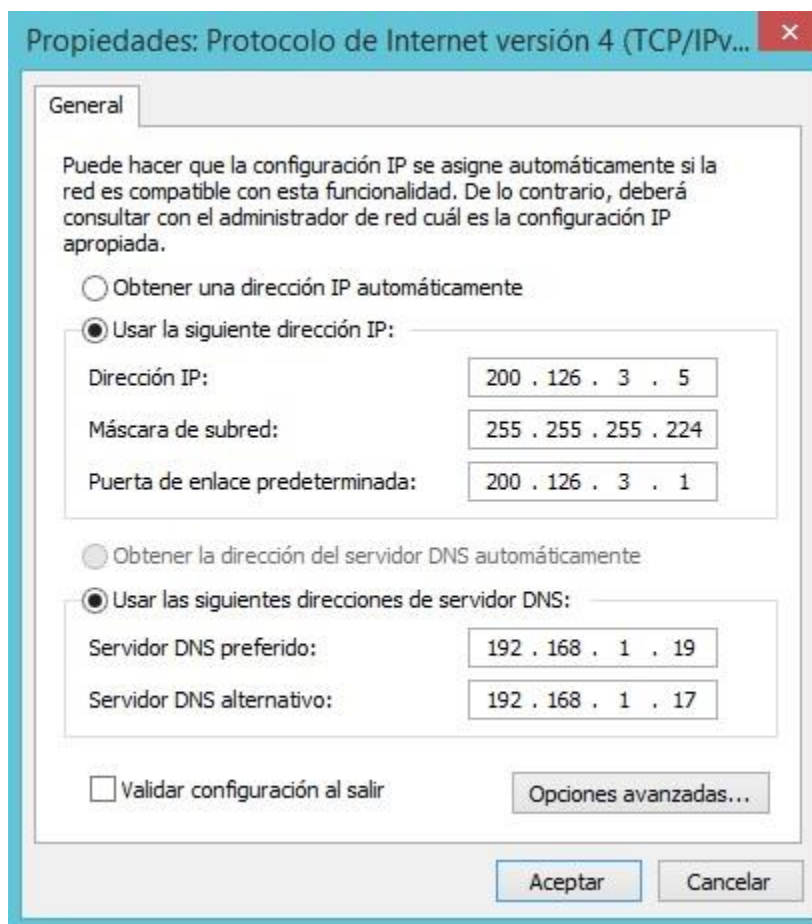 Propiedades: Protocolo de Internet versión 4 (TCP/IPv...
General
Puede hacer que la configuración IP se asigne automáticamente si la
red es compatible con esta funcionalidad. De lo contrario, deberá
consultar con el administrador de red cuál es la configuración IP
apropiada.
Obtener una dirección IP automáticamente
Usar la siguiente dirección IP:
Dirección IP: 200 . 126 . 3 . 5
Máscara de subred: 255 . 255 . 255 . 224
Puerta de enlace predeterminada: 200 . 126 . 3 . 1
Obtener la dirección del servidor DNS automáticamente
Usar las siguientes direcciones de servidor DNS:
Servidor DNS preferido: 192 . 168 . 1 . 19
Servidor DNS alternativo: 192 . 168 . 1 . 17
Validar configuración al salir Opciones avanzadas...
Aceptar Cancelar